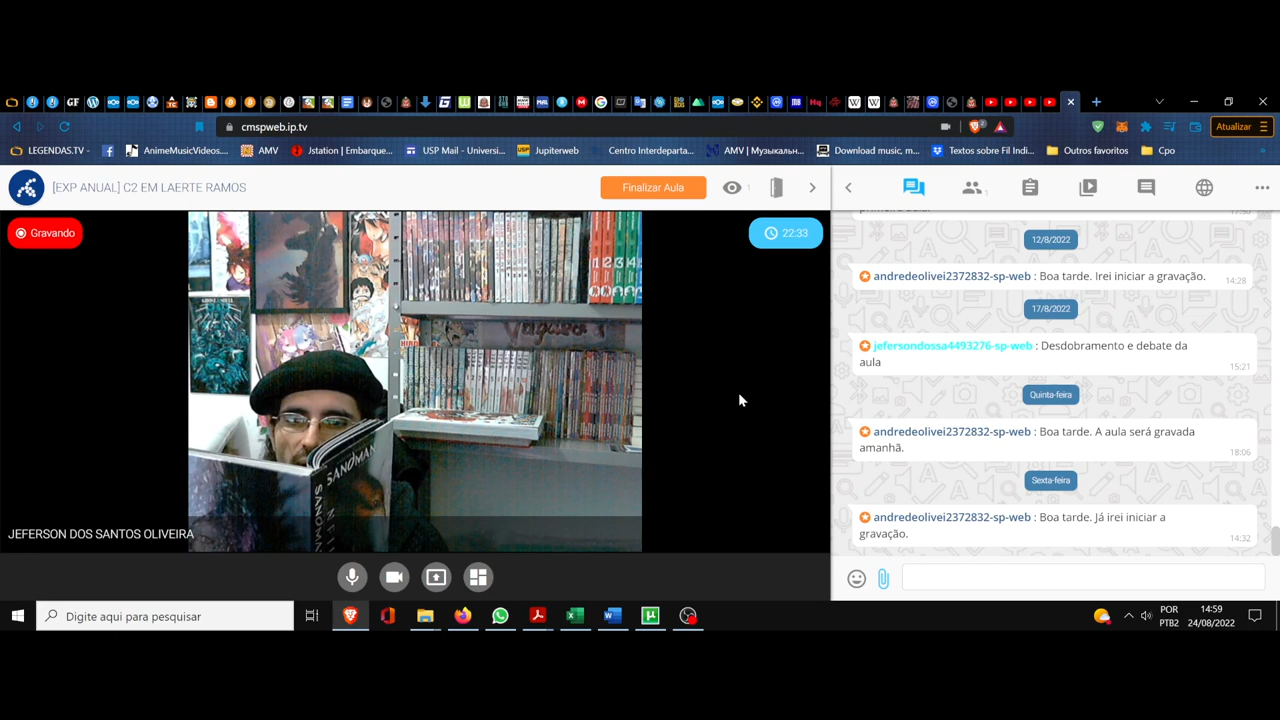 cmspweb.ip.tv
Atualizar
LEGENDAS.TV -
AnimeMusicVideos...
AMV
Jstation | Embarque...
USP Mail - Universi...
Jupiterweb
Centro Interdeparta...
AMV | Музыкальн...
Download music, m...
Textos sobre Fil Indi...
Outros favoritos
Cpo
[EXP ANUAL] C2 EM LAERTE RAMOS
Finalizar Aula
1
1
Gravando
22:33
SANDMAN
JEFERSON DOS SANTOS OLIVEIRA
12/8/2022
andredeolivei2372832-sp-web : Boa tarde. Irei iniciar a gravação.
14:28
17/8/2022
jefersondossa4493276-sp-web : Desdobramento e debate da
aula
15:21
Quinta-feira
andredeolivei2372832-sp-web : Boa tarde. A aula será gravada
amanhã.
18:06
Sexta-feira
andredeolivei2372832-sp-web : Boa tarde. Já irei iniciar a
gravação.
14:32
Digite aqui para pesquisar
POR
PTB2
14:59
24/08/2022